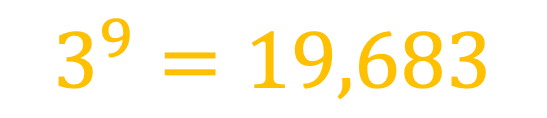 3⁹ = 19,683